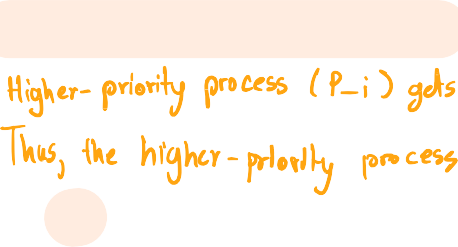 Higher-priority process (P_i) gets
Thus, the higher-priority process